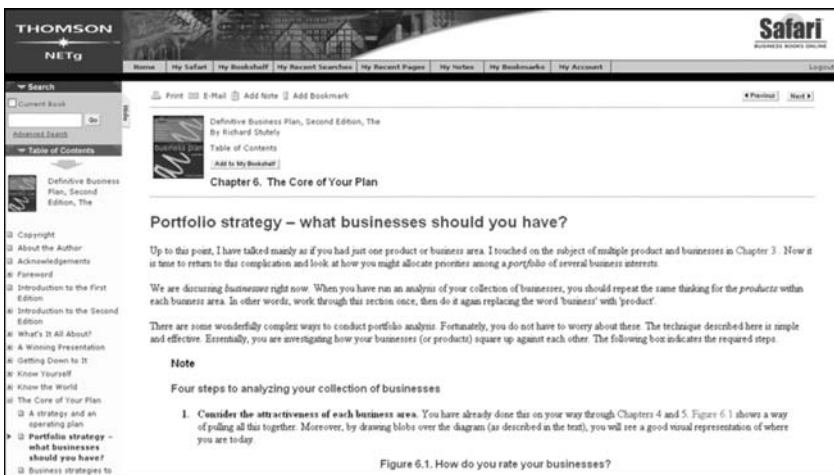 THOMSON
NETg
Safari
BUSINESS BOOKS ONLINE
Home My Safari My Bookshelf My Recent Searches My Recent Pages My Notes My Bookmarks My Account Logout
Search
Current Book
Go
Advanced Search
Table of Contents
Definitive Business
Plan, Second
Edition, The
Copyright
About the Author
Acknowledgements
Foreword
Introduction to the First
Edition
Introduction to the Second
Edition
What's It All About?
A Winning Presentation
Getting Down to It
Know Yourself
Know the World
The Core of Your Plan
A strategy and an
operating plan
Portfolio strategy –
what businesses
should you have?
Business strategies to
Hide
Print E-Mail Add Note Add Bookmark
Previous Next
business plan
Definitive Business Plan, Second Edition, The
By Richard Stutely
Table of Contents
Add to My Bookshelf
Chapter 6. The Core of Your Plan
Portfolio strategy – what businesses should you have?
Up to this point, I have talked mainly as if you had just one product or business area. I touched on the subject of multiple product and businesses in Chapter 3 . Now it
is time to return to this complication and look at how you might allocate priorities among a portfolio of several business interests.
We are discussing businesses right now. When you have run an analysis of your collection of businesses, you should repeat the same thinking for the products within
each business area. In other words, work through this section once, then do it again replacing the word 'business' with 'product'.
There are some wonderfully complex ways to conduct portfolio analysis. Fortunately, you do not have to worry about these. The technique described here is simple
and effective. Essentially, you are investigating how your businesses (or products) square up against each other. The following box indicates the required steps.
Note
Four steps to analyzing your collection of businesses
1. Consider the attractiveness of each business area. You have already done this on your way through Chapters 4 and 5. Figure 6.1 shows a way
of pulling all this together. Moreover, by drawing blobs over the diagram (as described in the text), you will see a good visual representation of where
you are today.
Figure 6.1. How do you rate your businesses?